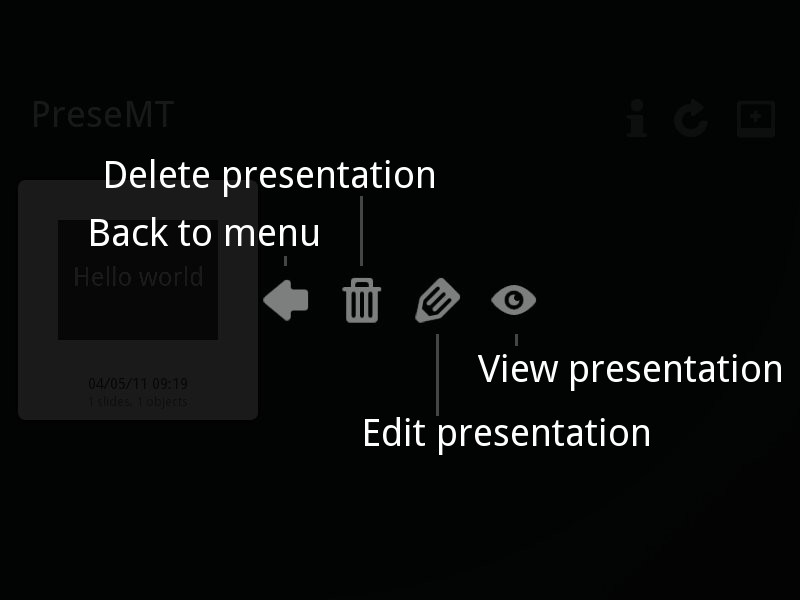 PreseMT
Delete presentation
Back to menu
Hello world
View presentation
04/05/11 09:19
1 slides, 1 objects
Edit presentation